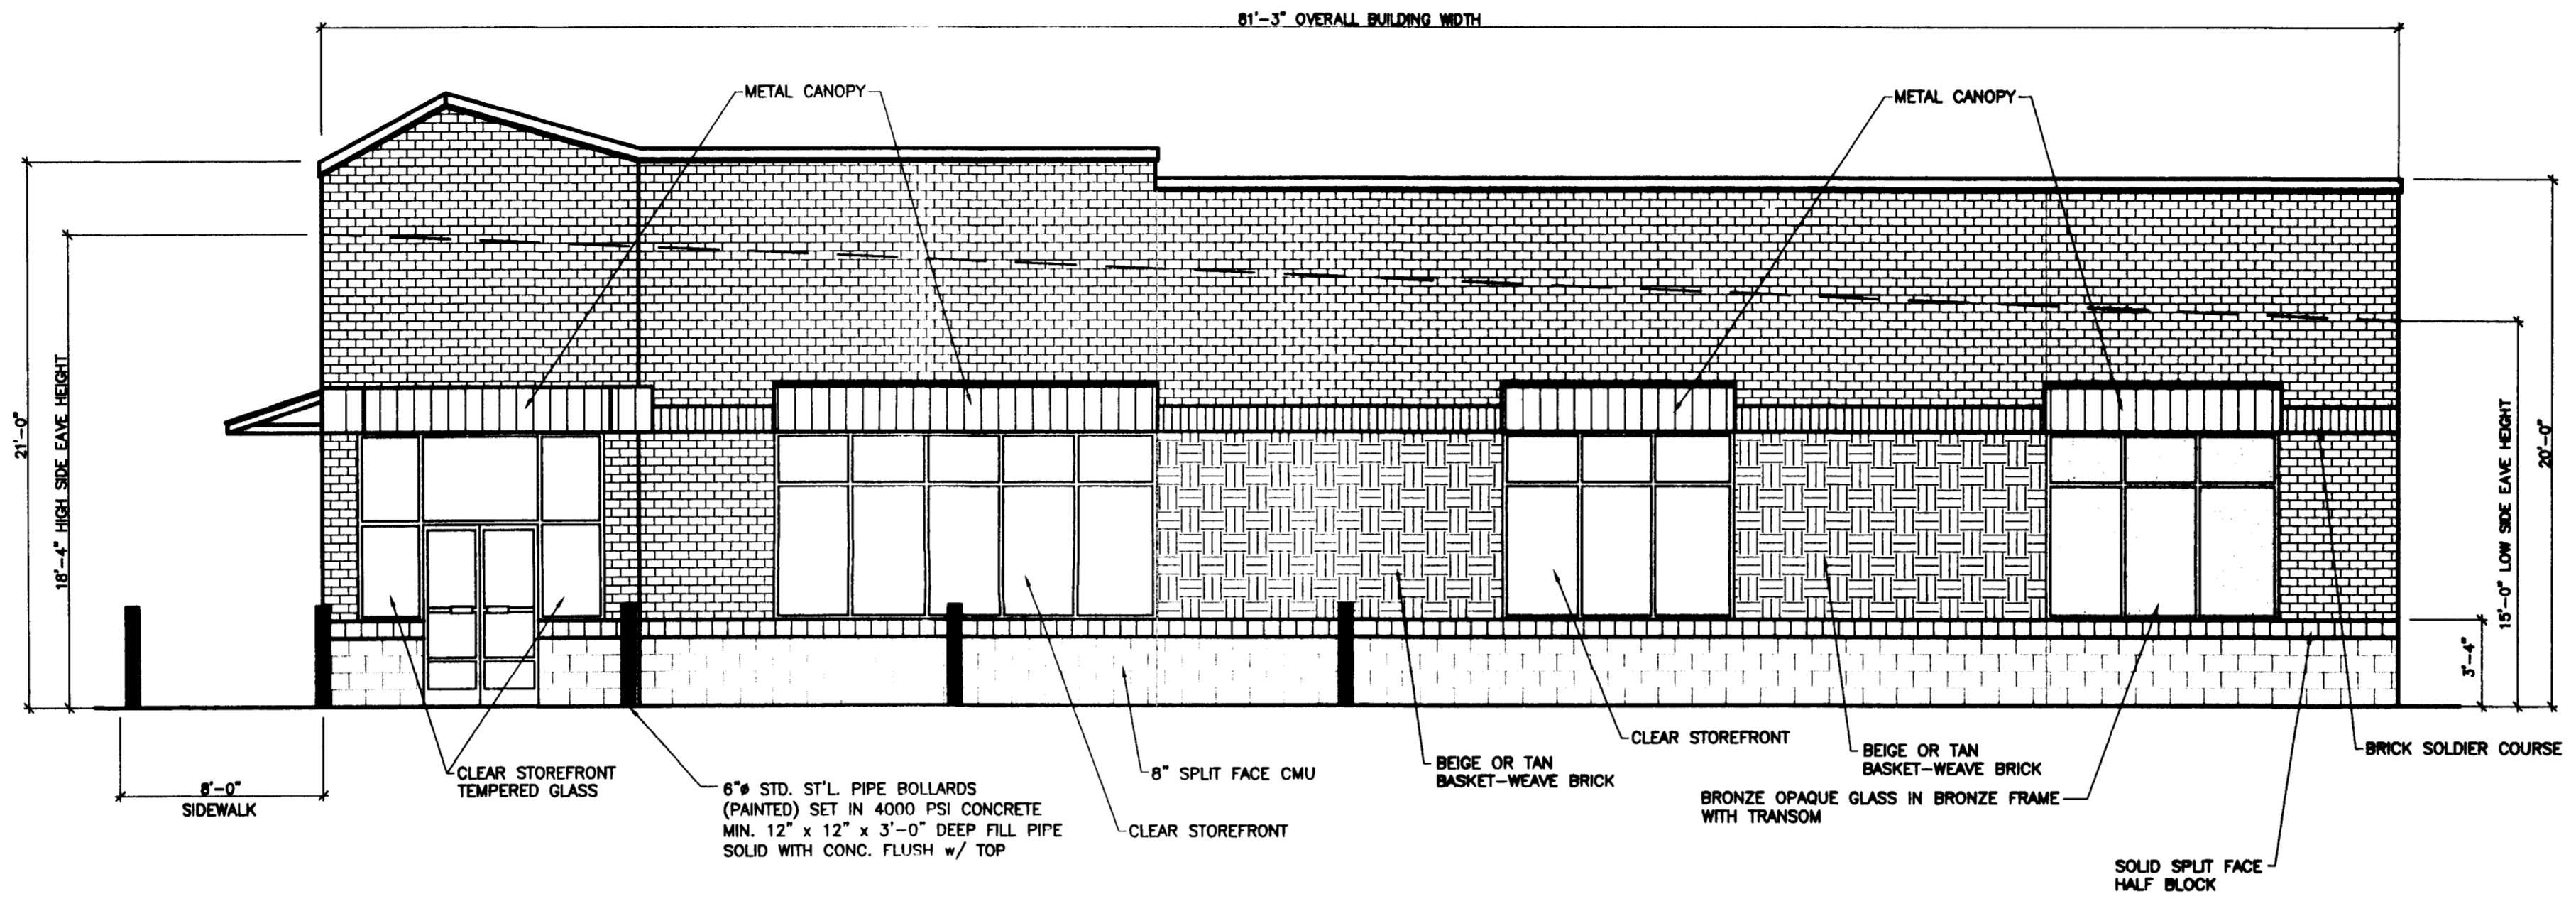 81'-3" OVERALL BUILDING WIDTH
METAL CANOPY
METAL CANOPY
21'-0"
18'-4" HIGH SIDE EAVE HEIGHT
15'-0" LOW SIDE EAVE HEIGHT
20'-0"
3'-4"
8'-0"
SIDEWALK
CLEAR STOREFRONT
TEMPERED GLASS
6"ø STD. ST'L. PIPE BOLLARDS
(PAINTED) SET IN 4000 PSI CONCRETE
MIN. 12" x 12" x 3'-0" DEEP FILL PIPE
SOLID WITH CONC. FLUSH w/ TOP
8" SPLIT FACE CMU
CLEAR STOREFRONT
BEIGE OR TAN
BASKET-WEAVE BRICK
CLEAR STOREFRONT
BEIGE OR TAN
BASKET-WEAVE BRICK
BRONZE OPAQUE GLASS IN BRONZE FRAME
WITH TRANSOM
BRICK SOLDIER COURSE
SOLID SPLIT FACE
HALF BLOCK